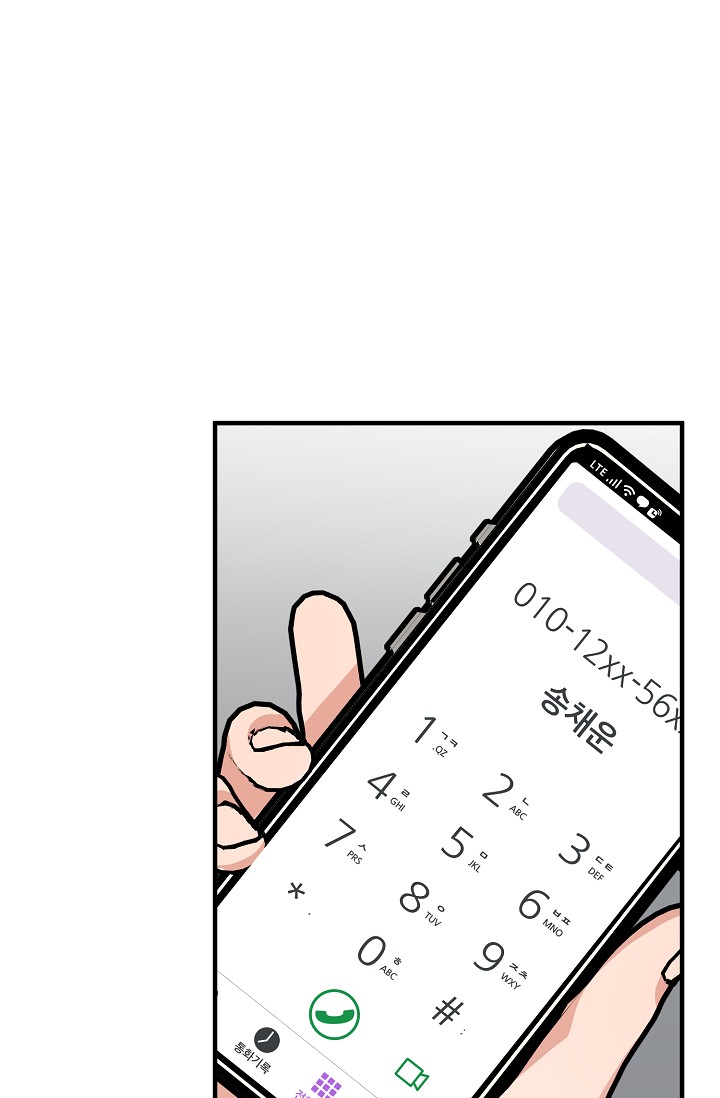 LTE
010-12xx-56x
송채운
1 ㄱㅋ .QZ
2 ㄴ ABC
3 ㄷㅌ DEF
4 ㄹ GHI
5 ㅁ JKL
6 ㅂㅍ MNO
7 ㅅ PRS
8 ㅇ TUV
9 ㅈㅊ WXY
* .
0 ㅎ ABC
# ;
통화기록